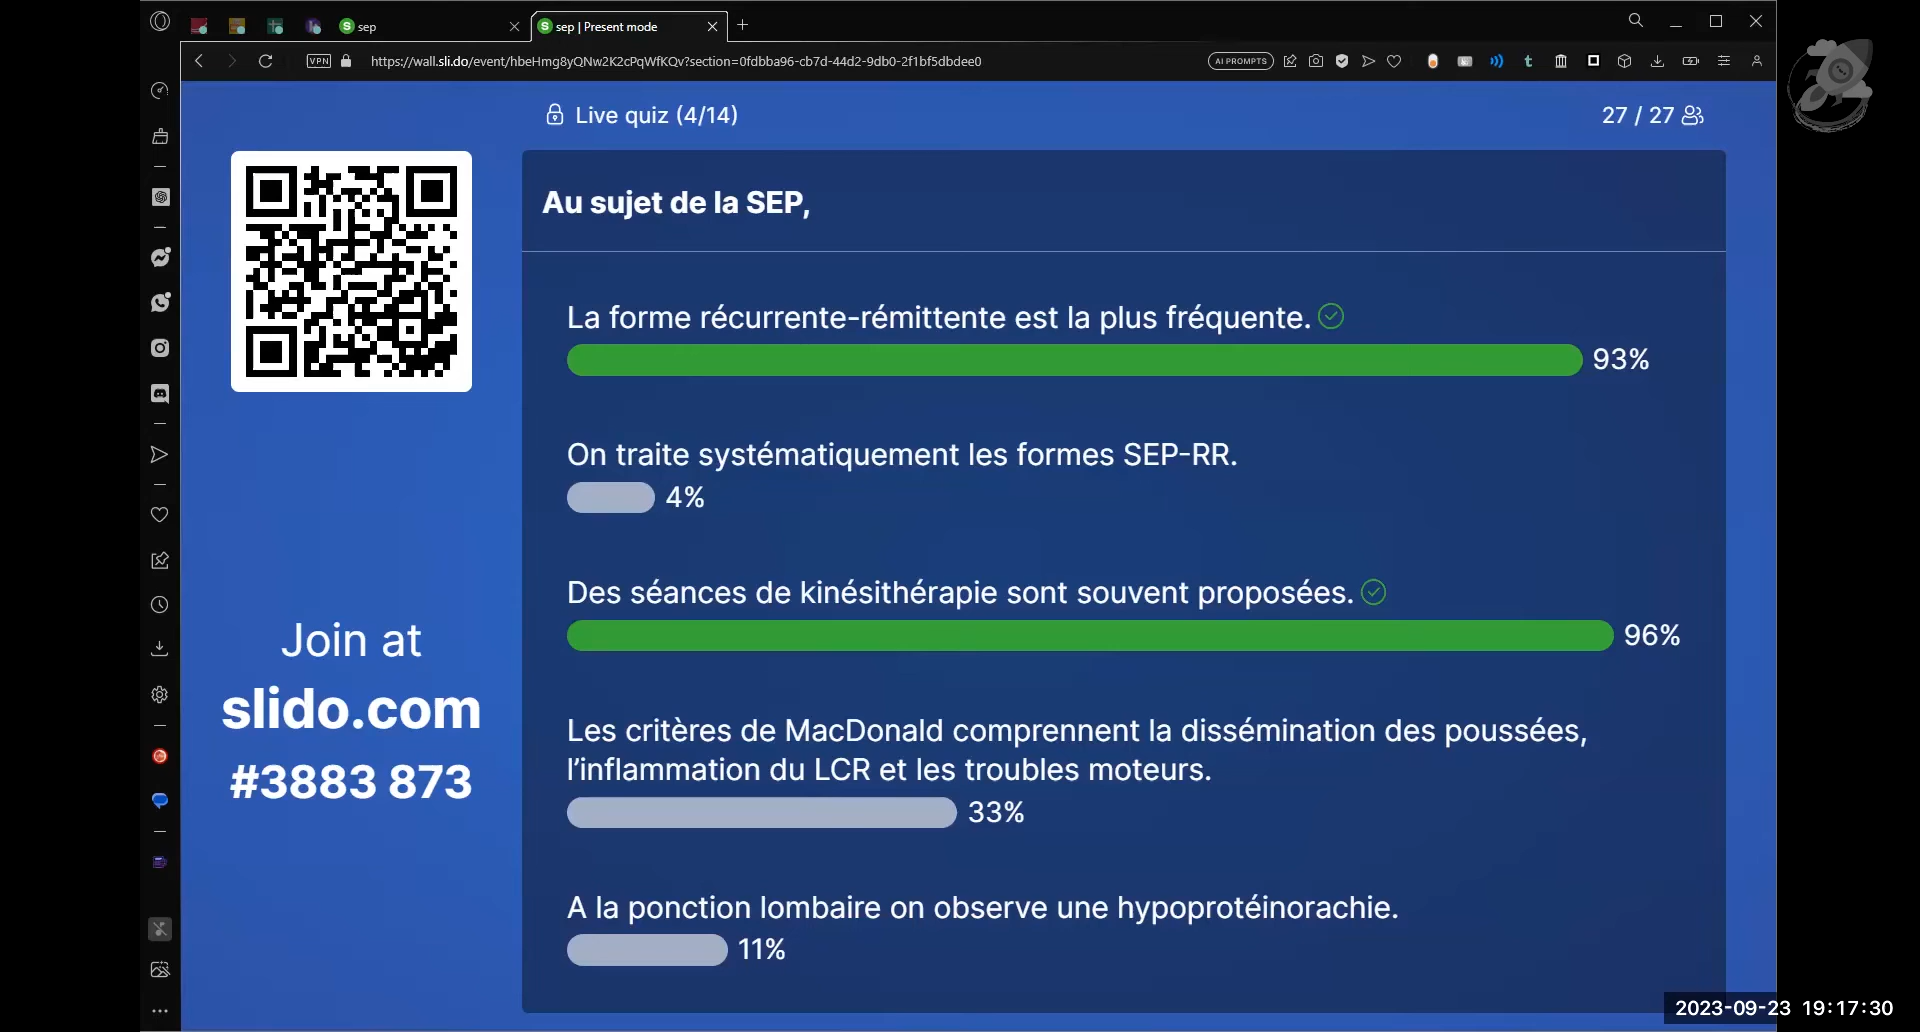 sep
sep | Present mode
VPN
https://wall.sli.do/event/hbeHmg8yQNw2K2cPqWfKQv?section=0fdbba96-cb7d-44d2-9db0-2f1bf5dbdee0
AI PROMPTS
Live quiz (4/14)
27 / 27
Au sujet de la SEP,
La forme récurrente-rémittente est la plus fréquente.
93%
On traite systématiquement les formes SEP-RR.
4%
Des séances de kinésithérapie sont souvent proposées.
96%
Les critères de MacDonald comprennent la dissémination des poussées,
l'inflammation du LCR et les troubles moteurs.
33%
A la ponction lombaire on observe une hypoprotéinorachie.
11%
Join at
slido.com
#3883 873
2023-09-23 19:17:30